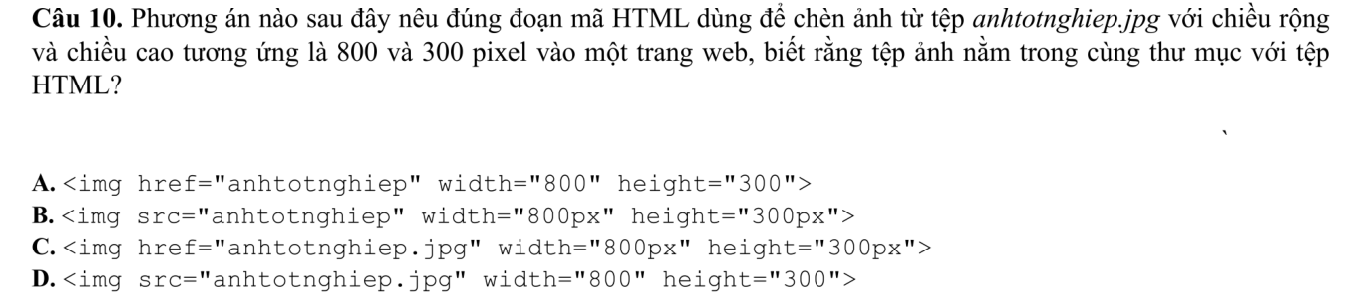 Câu 10. Phương án nào sau đây nêu đúng đoạn mã HTML dùng để chèn ảnh từ tệp anhtotnghiep.jpg với chiều rộng
và chiều cao tương ứng là 800 và 300 pixel vào một trang web, biết rằng tệp ảnh nằm trong cùng thư mục với tệp
HTML?
A. <img href="anhtotnghiep" width="800" height="300">
B. <img src="anhtotnghiep" width="800px" height="300px">
C. <img href="anhtotnghiep.jpg" width="800px" height="300px">
D. <img src="anhtotnghiep.jpg" width="800" height="300">